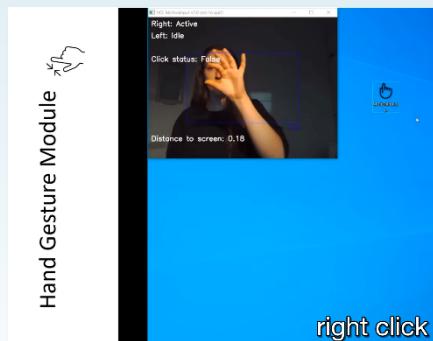 Hand Gesture Module
Right: Active
Left: Idle
Click status: False
Distance to screen: 0.18
right click